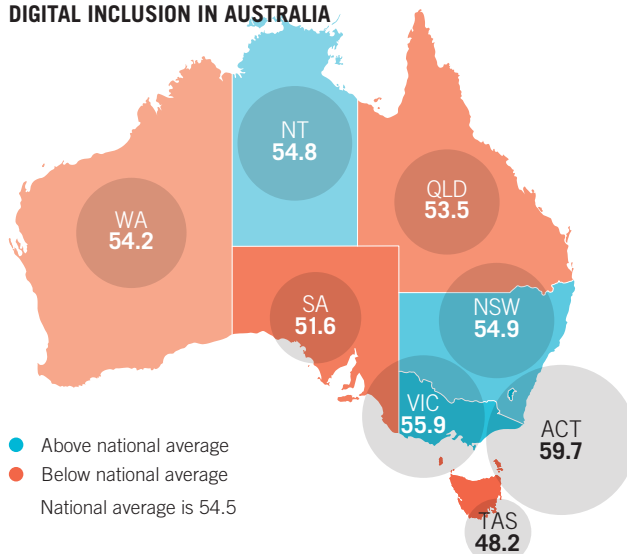 DIGITAL INCLUSION IN AUSTRALIA
NT
54.8
QLD
53.5
WA
54.2
SA
51.6
NSW
54.9
VIC
55.9
ACT
59.7
TAS
48.2
Above national average
Below national average
National average is 54.5